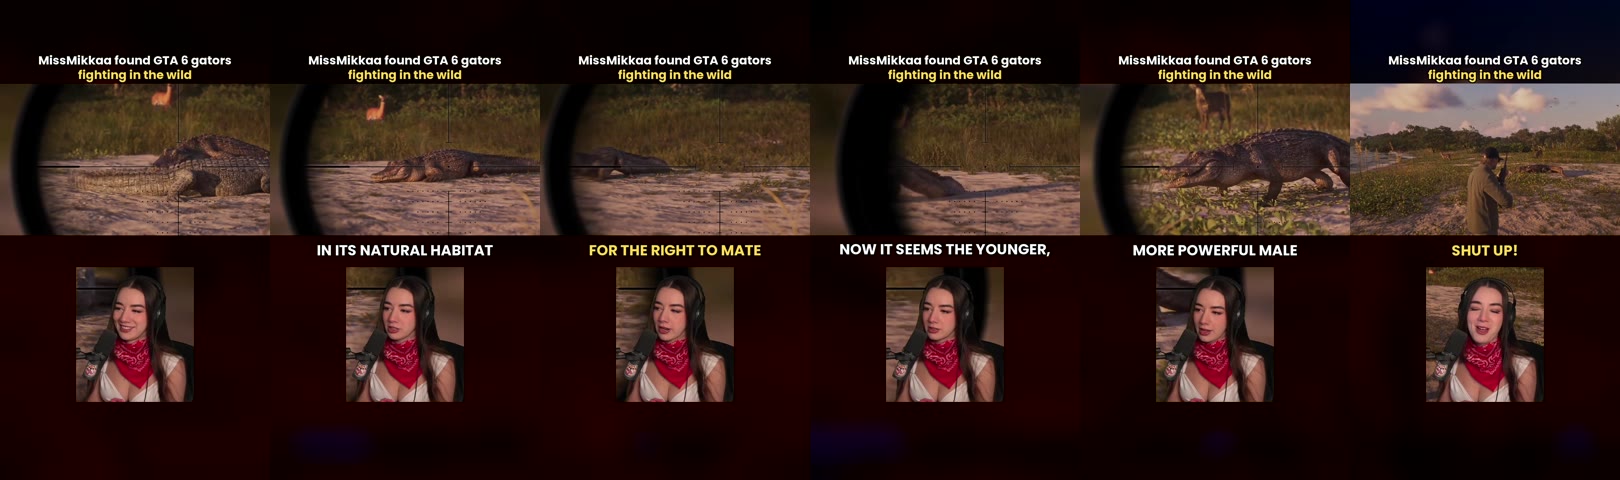 MissMikkaa found GTA 6 gators
fighting in the wild
MissMikkaa found GTA 6 gators
fighting in the wild
IN ITS NATURAL HABITAT
MissMikkaa found GTA 6 gators
fighting in the wild
FOR THE RIGHT TO MATE
MissMikkaa found GTA 6 gators
fighting in the wild
NOW IT SEEMS THE YOUNGER,
MissMikkaa found GTA 6 gators
fighting in the wild
MORE POWERFUL MALE
MissMikkaa found GTA 6 gators
fighting in the wild
SHUT UP!